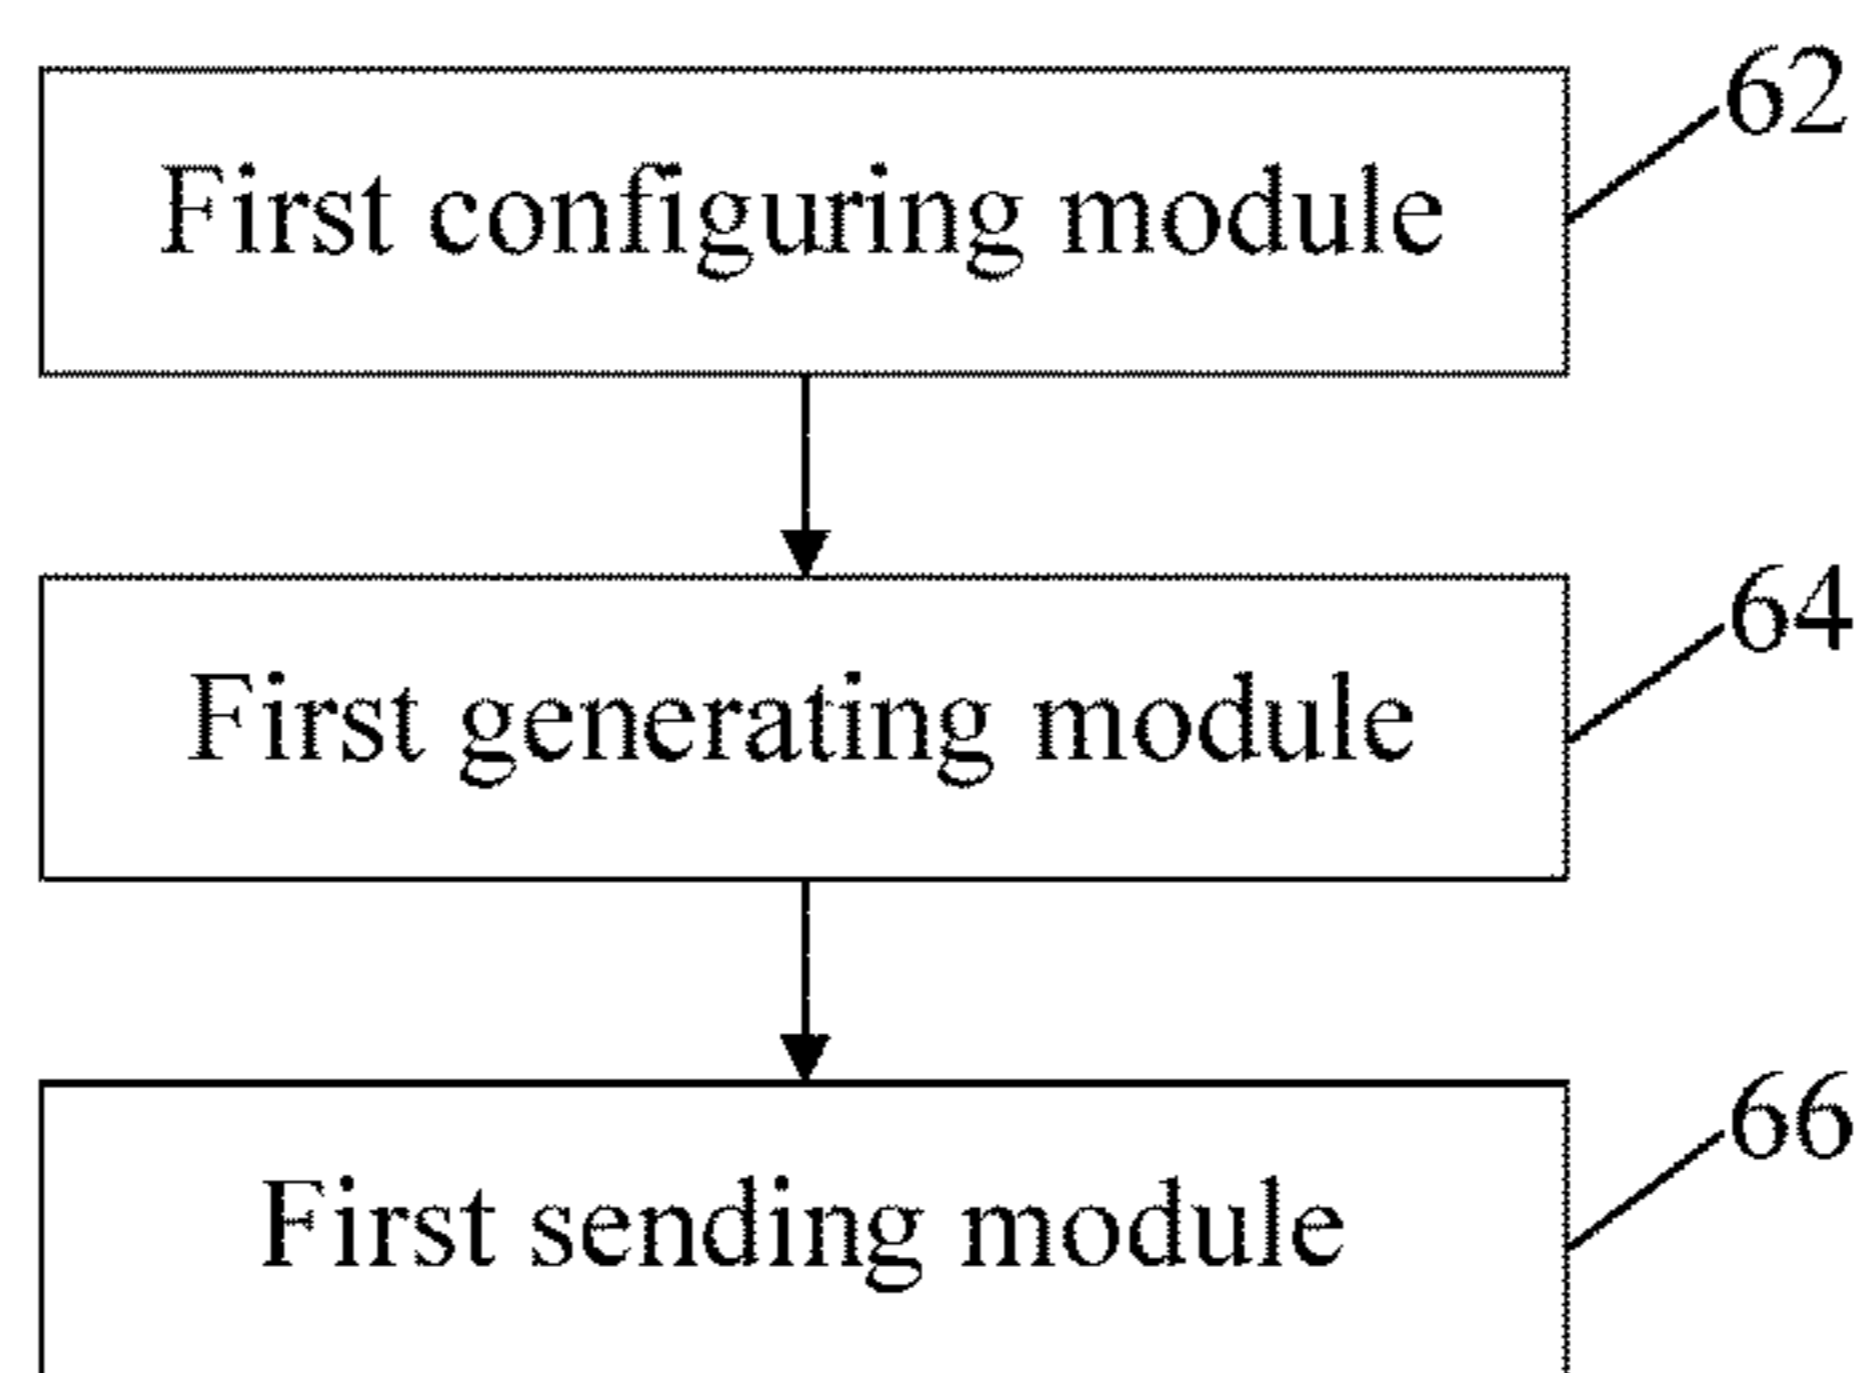 First configuring module
62
First generating module
64
First sending module
66